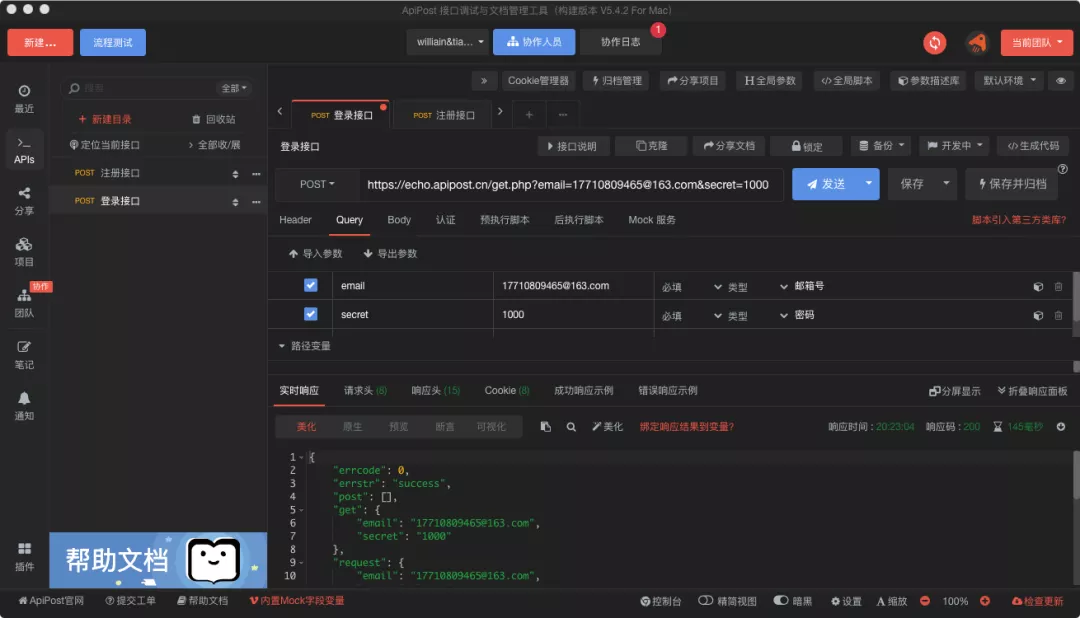 ApiPost 接口调试与文档管理工具（构建版本 V5.4.2 For Mac）
新建... 流程测试 williain&tia... 协作人员 协作日志 1 当前团队
最近
APIs
分享
项目
协作
团队
笔记
通知
插件
搜索 全部
+ 新建目录 回收站
定位当前接口 全部收/展
POST 注册接口
POST 登录接口
帮助文档
» Cookie管理器 归档管理 分享项目 H全局参数 </>全局脚本 参数描述库 默认环境
POST 登录接口 POST 注册接口 + ...
登录接口 接口说明 克隆 分享文档 锁定 备份 开发中 </>生成代码
POST https://echo.apipost.cn/get.php?email=17710809465@163.com&secret=1000 发送 保存 保存并归档
Header Query Body 认证 预执行脚本 后执行脚本 Mock 服务 脚本引入第三方类库?
导入参数 导出参数
email 17710809465@163.com 必填 类型 邮箱号
secret 1000 必填 类型 密码
路径变量
实时响应 请求头 (6) 响应头 (15) Cookie (8) 成功响应示例 错误响应示例 分屏显示 折叠响应面板
美化 原生 预览 断言 可视化 美化 绑定响应结果到变量? 响应时间 : 20:23:04 响应码 : 200 145毫秒
1 {
2 "errcode": 0,
3 "errstr": "success",
4 "post": [],
5 "get": {
6 "email": "17710809465@163.com",
7 "secret": "1000"
8 },
9 "request": {
10 "email": "17710809465@163.com",
ApiPost官网 提交工单 帮助文档 内置Mock字段变量 控制台 精简视图 暗黑 设置 A 缩放 100% 检查更新